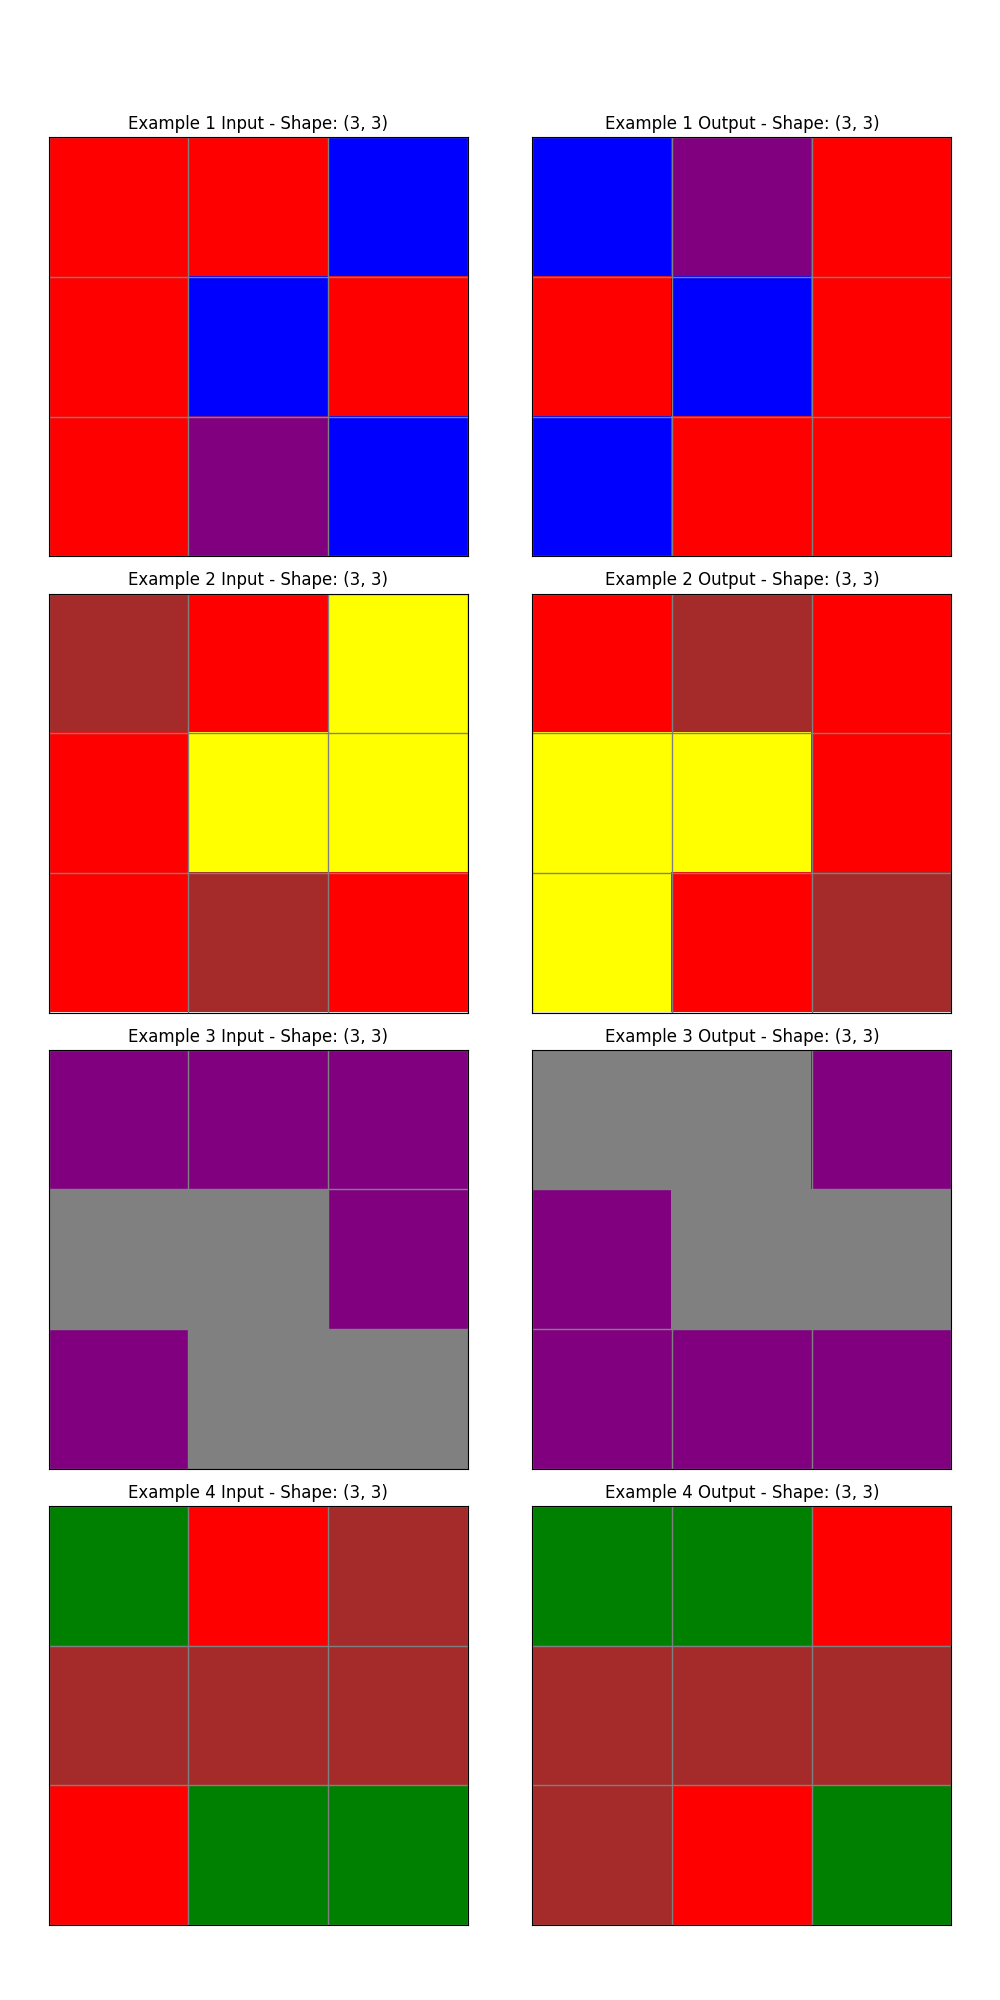 Example 1 Input - Shape: (3, 3)
Example 1 Output - Shape: (3, 3)
Example 2 Input - Shape: (3, 3)
Example 2 Output - Shape: (3, 3)
Example 3 Input - Shape: (3, 3)
Example 3 Output - Shape: (3, 3)
Example 4 Input - Shape: (3, 3)
Example 4 Output - Shape: (3, 3)